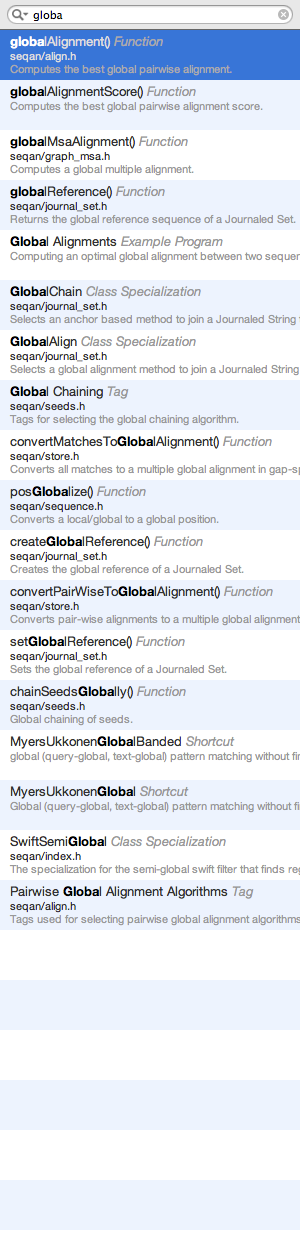 globa
globalAlignment() Function
seqan/align.h
Computes the best global pairwise alignment.
globalAlignmentScore() Function
Computes the best global pairwise alignment score.
globalMsaAlignment() Function
seqan/graph_msa.h
Computes a global multiple alignment.
globalReference() Function
seqan/journal_set.h
Returns the global reference sequence of a Journaled Set.
Global Alignments Example Program
Computing an optimal global alignment between two sequen
GlobalChain Class Specialization
seqan/journal_set.h
Selects an anchor based method to join a Journaled String
GlobalAlign Class Specialization
seqan/journal_set.h
Selects a global alignment method to join a Journaled String
Global Chaining Tag
seqan/seeds.h
Tags for selecting the global chaining algorithm.
convertMatchesToGlobalAlignment() Function
seqan/store.h
Converts all matches to a multiple global alignment in gap-sp
posGlobalize() Function
seqan/sequence.h
Converts a local/global to a global position.
createGlobalReference() Function
seqan/journal_set.h
Creates the global reference of a Journaled Set.
convertPairWiseToGlobalAlignment() Function
seqan/store.h
Converts pair-wise alignments to a multiple global alignment
setGlobalReference() Function
seqan/journal_set.h
Sets the global reference of a Journaled Set.
chainSeedsGlobally() Function
seqan/seeds.h
Global chaining of seeds.
MyersUkkonenGlobalBanded Shortcut
global (query-global, text-global) pattern matching without fi
MyersUkkonenGlobal Shortcut
Global (query-global, text-global) pattern matching without fi
SwiftSemiGlobal Class Specialization
seqan/index.h
The specialization for the semi-global swift filter that finds re
Pairwise Global Alignment Algorithms Tag
seqan/align.h
Tags used for selecting pairwise global alignment algorithms